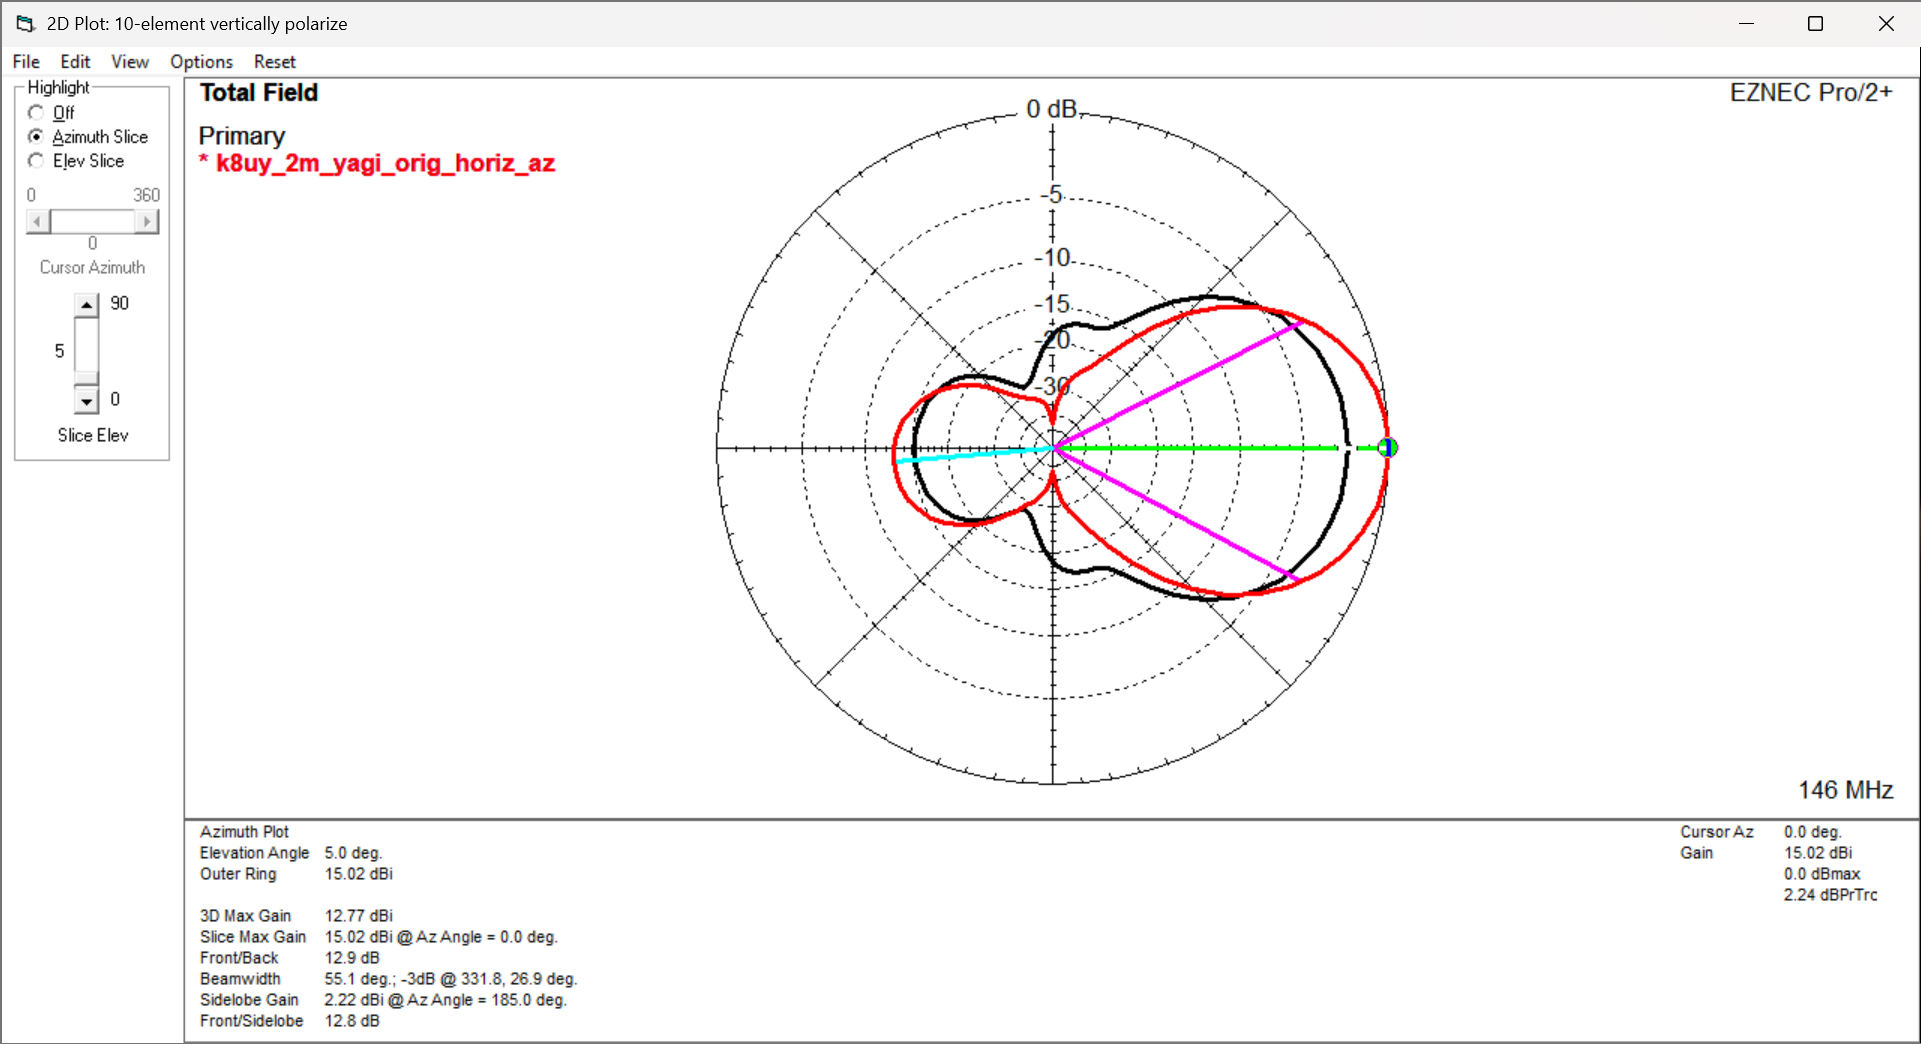 2D Plot: 10-element vertically polarize
File Edit View Options Reset
Highlight
Off
Azimuth Slice
Elev Slice
0 360
0
Cursor Azimuth
90
5
0
Slice Elev
Total Field
EZNEC Pro/2+
Primary
* k8uy_2m_yagi_orig_horiz_az
0 dB
-5
-10
-15
-20
-30
1
146 MHz
Azimuth Plot
Elevation Angle 5.0 deg.
Outer Ring 15.02 dBi
3D Max Gain 12.77 dBi
Slice Max Gain 15.02 dBi @ Az Angle = 0.0 deg.
Front/Back 12.9 dB
Beamwidth 55.1 deg.; -3dB @ 331.8, 26.9 deg.
Sidelobe Gain 2.22 dBi @ Az Angle = 185.0 deg.
Front/Sidelobe 12.8 dB
Cursor Az 0.0 deg.
Gain 15.02 dBi
0.0 dBmax
2.24 dBPrTrc